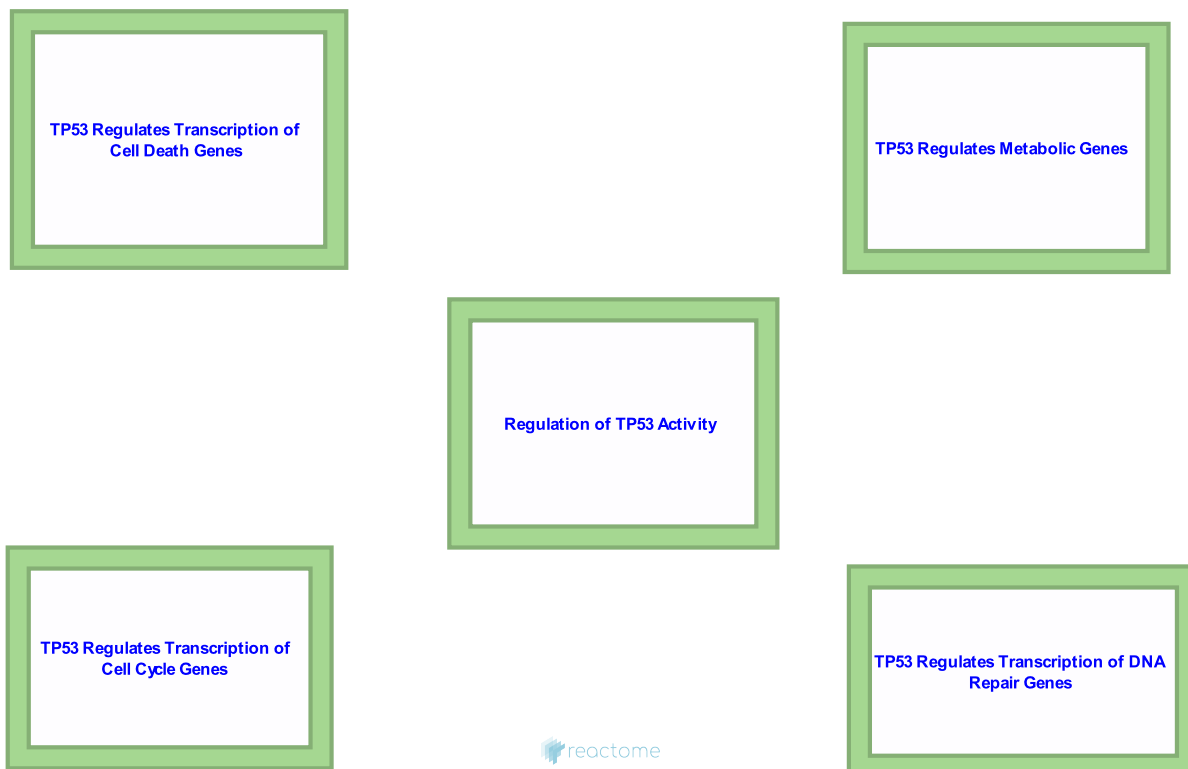 TP53 Regulates Transcription of
Cell Death Genes
TP53 Regulates Metabolic Genes
Regulation of TP53 Activity
TP53 Regulates Transcription of
Cell Cycle Genes
TP53 Regulates Transcription of DNA
Repair Genes
reactome